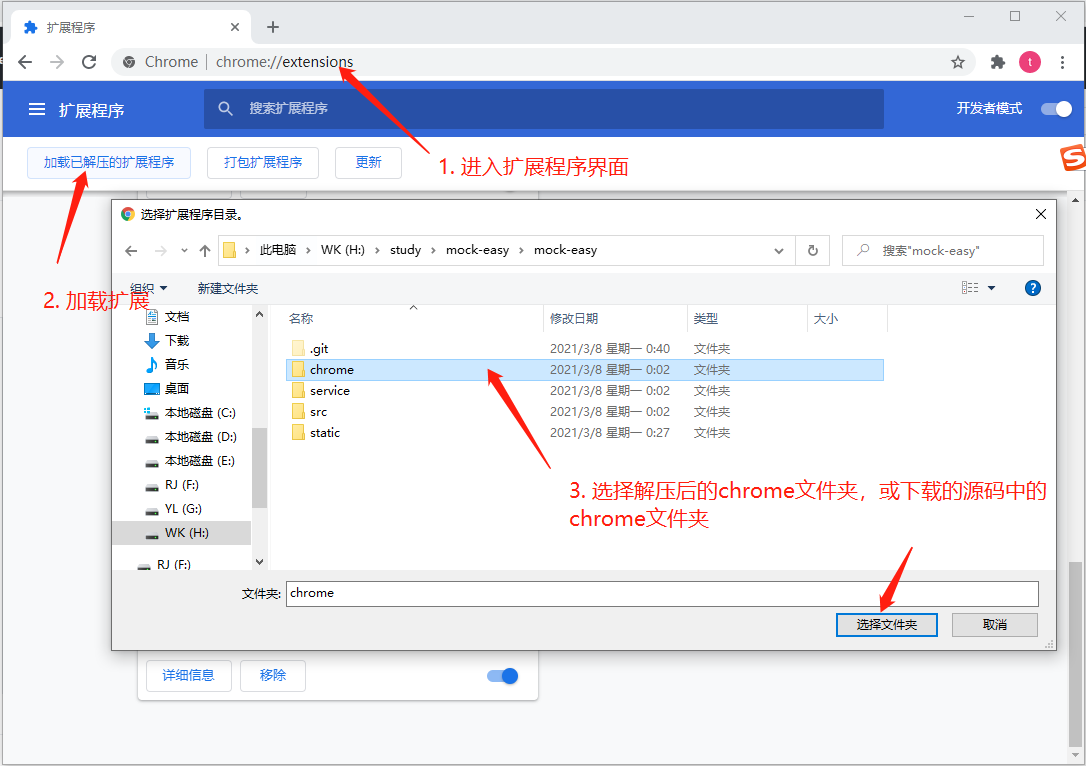 扩展程序
Chrome | chrome://extensions
t
扩展程序
搜索扩展程序
开发者模式
加载已解压的扩展程序
打包扩展程序
更新
1. 进入扩展程序界面
S
选择扩展程序目录。
此电脑 › WK (H:) › study › mock-easy › mock-easy
搜索"mock-easy"
组织
新建文件夹
?
2. 加载扩展
文档
下载
音乐
桌面
本地磁盘 (C:)
本地磁盘 (D:)
本地磁盘 (E:)
RJ (F:)
YL (G:)
WK (H:)
RJ (F:)
名称 修改日期 类型 大小
.git 2021/3/8 星期一 0:40 文件夹
chrome 2021/3/8 星期一 0:02 文件夹
service 2021/3/8 星期一 0:02 文件夹
src 2021/3/8 星期一 0:02 文件夹
static 2021/3/8 星期一 0:27 文件夹
3. 选择解压后的chrome文件夹，或下载的源码中的
chrome文件夹
文件夹: chrome
选择文件夹
取消
详细信息
移除